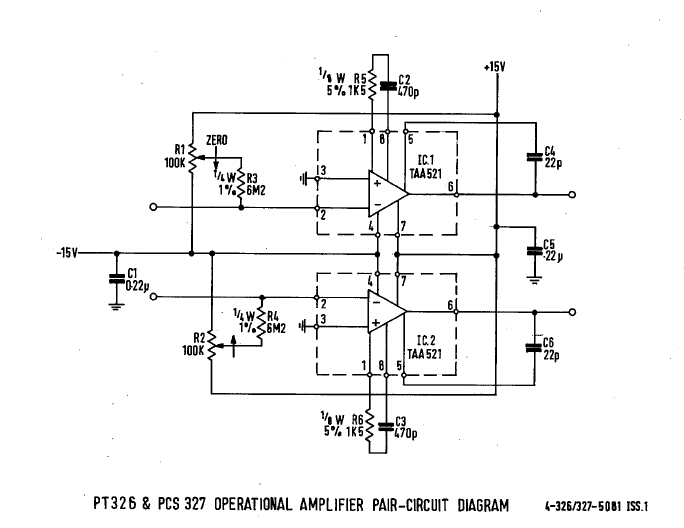 1/8 W R5
5% 1K5
C2
470p
+15V
ZERO
R1
100K
1/4 W R3
1% 6M2
1 8 5
IC.1
TAA521
3
+
−
2
6
4 7
C4
22p
-15V
C1
0·22µ
C5
·22µ
4 7
2
−
3
+
6
IC.2
TAA521
1/4 W R4
1% 6M2
R2
100K
1 8 5
C6
22p
1/8 W R6
5% 1K5
C3
470p
PT326 & PCS 327 OPERATIONAL AMPLIFIER PAIR-CIRCUIT DIAGRAM
4-326/327-5081 ISS.1